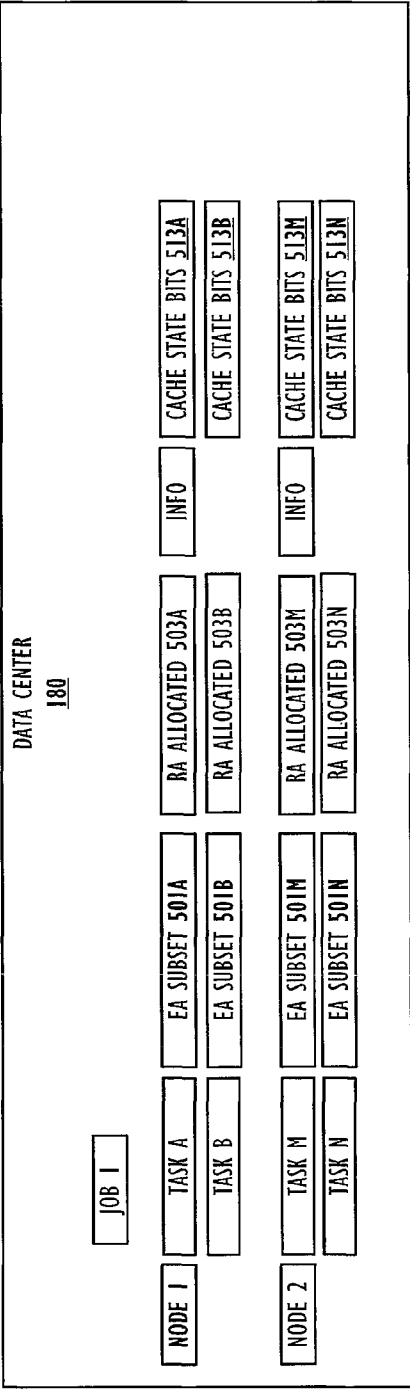 DATA CENTER
180
JOB 1
NODE 1
TASK A
EA SUBSET 501A
RA ALLOCATED 503A
INFO
CACHE STATE BITS 513A
TASK B
EA SUBSET 501B
RA ALLOCATED 503B
CACHE STATE BITS 513B
NODE 2
TASK M
EA SUBSET 501M
RA ALLOCATED 503M
INFO
CACHE STATE BITS 513M
TASK N
EA SUBSET 501N
RA ALLOCATED 503N
CACHE STATE BITS 513N